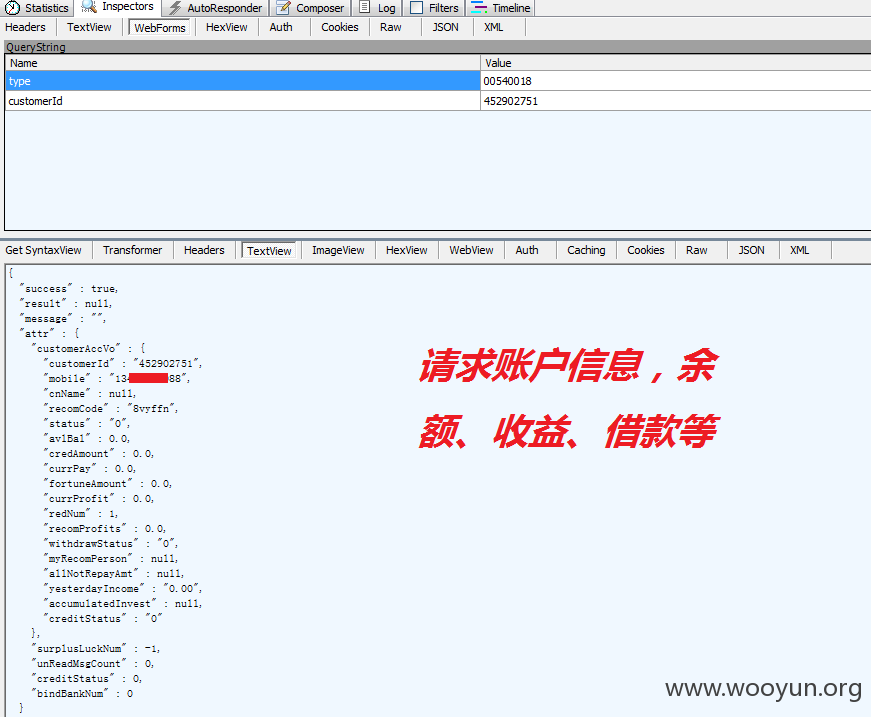 Statistics Inspectors AutoResponder Composer Log Filters Timeline
Headers TextView WebForms HexView Auth Cookies Raw JSON XML
QueryString
Name Value
type 00540018
customerId 452902751
Get SyntaxView Transformer Headers TextView ImageView HexView WebView Auth Caching Cookies Raw JSON XML
{
"success" : true,
"result" : null,
"message" : "",
"attr" : {
"customerAccVo" : {
"customerId" : "452902751",
"mobile" : "13 88",
"cnName" : null,
"recomCode" : "8vyffn",
"status" : "0",
"avlBal" : 0.0,
"credAmount" : 0.0,
"currPay" : 0.0,
"fortuneAmount" : 0.0,
"currProfit" : 0.0,
"redNum" : 1,
"recomProfits" : 0.0,
"withdrawStatus" : "0",
"myRecomPerson" : null,
"allNotRepayAmt" : null,
"yesterdayIncome" : "0.00",
"accumulatedInvest" : null,
"creditStatus" : "0"
},
"surplusLuckNum" : -1,
"unReadMsgCount" : 0,
"creditStatus" : 0,
"bindBankNum" : 0
}
请求账户信息，余
额、收益、借款等
www.wooyun.org